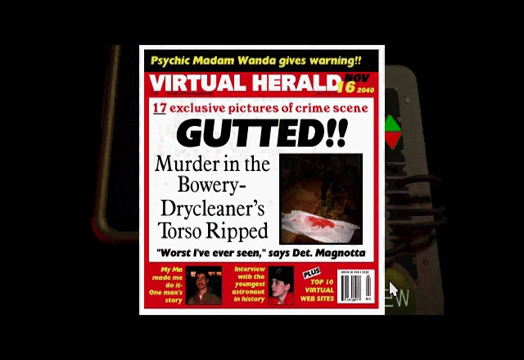 Psychic Madam Wanda gives warning!!
VIRTUAL HERALD
NOV
16 2040
17 exclusive pictures of crime scene
GUTTED!!
Murder in the
Bowery-
Drycleaner's
Torso Ripped
"Worst I've ever seen," says Det. Magnotta
My Ma
made me
do it-
One man's
story
Interview
with the
youngest
astronaut
in history
PLUS
TOP 10
VIRTUAL
WEB SITES